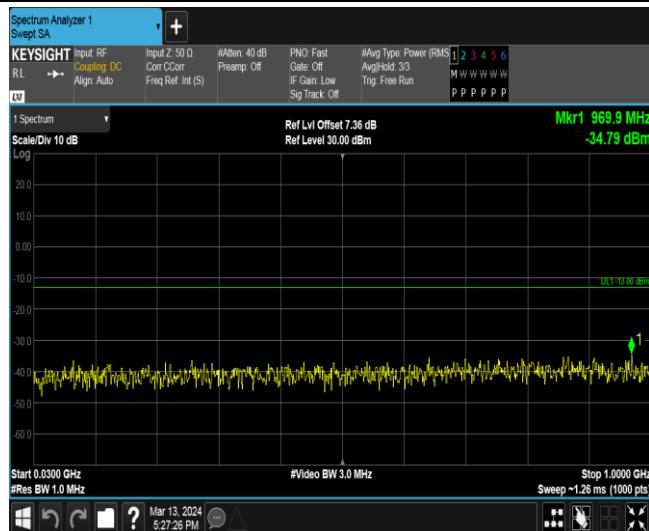 Spectrum Analyzer 1
Swept SA
+
KEYSIGHT
RL
LXI
Input: RF
Coupling: DC
Align: Auto
Input Z: 50 Ω
Corr CCorr
Freq Ref: Int (S)
#Atten: 40 dB
Preamp: Off
PNO: Fast
Gate: Off
IF Gain: Low
Sig Track: Off
#Avg Type: Power (RMS
Avg|Hold: 3/3
Trig: Free Run
1 2 3 4 5 6
M W W W W W
P P P P P P
1 Spectrum
Scale/Div 10 dB
Log
Ref Lvl Offset 7.36 dB
Ref Level 30.00 dBm
Mkr1 969.9 MHz
-34.79 dBm
20.0
10.0
0.00
-10.0
DL1 -13.00 dBm
-20.0
-30.0
1
-40.0
-50.0
-60.0
Start 0.0300 GHz
#Res BW 1.0 MHz
#Video BW 3.0 MHz
Stop 1.0000 GHz
Sweep ~1.26 ms (1000 pts)
?
Mar 13, 2024
5:27:26 PM